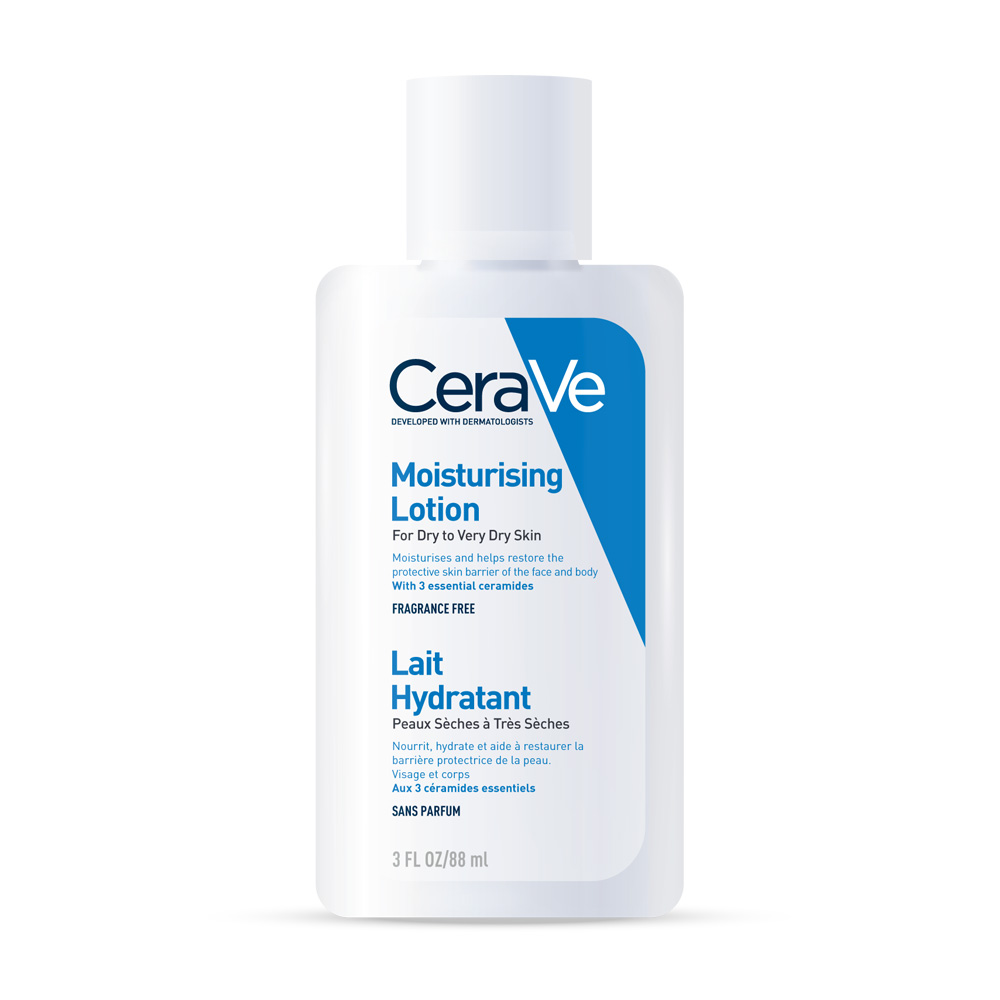 CeraVe
DEVELOPED WITH DERMATOLOGISTS
Moisturising
Lotion
For Dry to Very Dry Skin
Moisturises and helps restore the
protective skin barrier of the face and body
With 3 essential ceramides
FRAGRANCE FREE
Lait
Hydratant
Peaux Sèches à Très Sèches
Nourrit, hydrate et aide à restaurer la
barrière protectrice de la peau.
Visage et corps
Aux 3 céramides essentiels
SANS PARFUM
3 FL OZ/88 ml